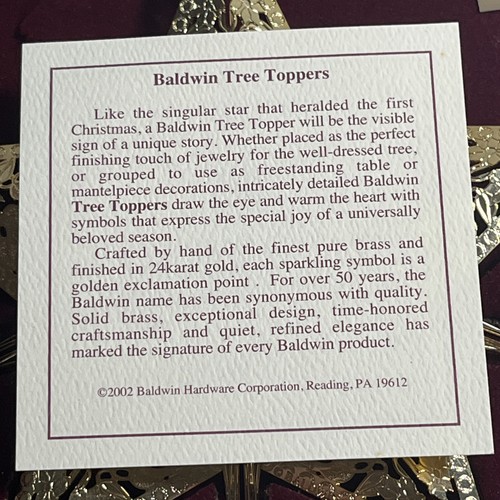 Baldwin Tree Toppers
Like the singular star that heralded the first
Christmas, a Baldwin Tree Topper will be the visible
sign of a unique story. Whether placed as the perfect
finishing touch of jewelry for the well-dressed tree,
or grouped to use as freestanding table or
mantelpiece decorations, intricately detailed Baldwin
Tree Toppers draw the eye and warm the heart with
symbols that express the special joy of a universally
beloved season.
Crafted by hand of the finest pure brass and
finished in 24karat gold, each sparkling symbol is a
golden exclamation point . For over 50 years, the
Baldwin name has been synonymous with quality.
Solid brass, exceptional design, time-honored
craftsmanship and quiet, refined elegance has
marked the signature of every Baldwin product.
©2002 Baldwin Hardware Corporation, Reading, PA 19612